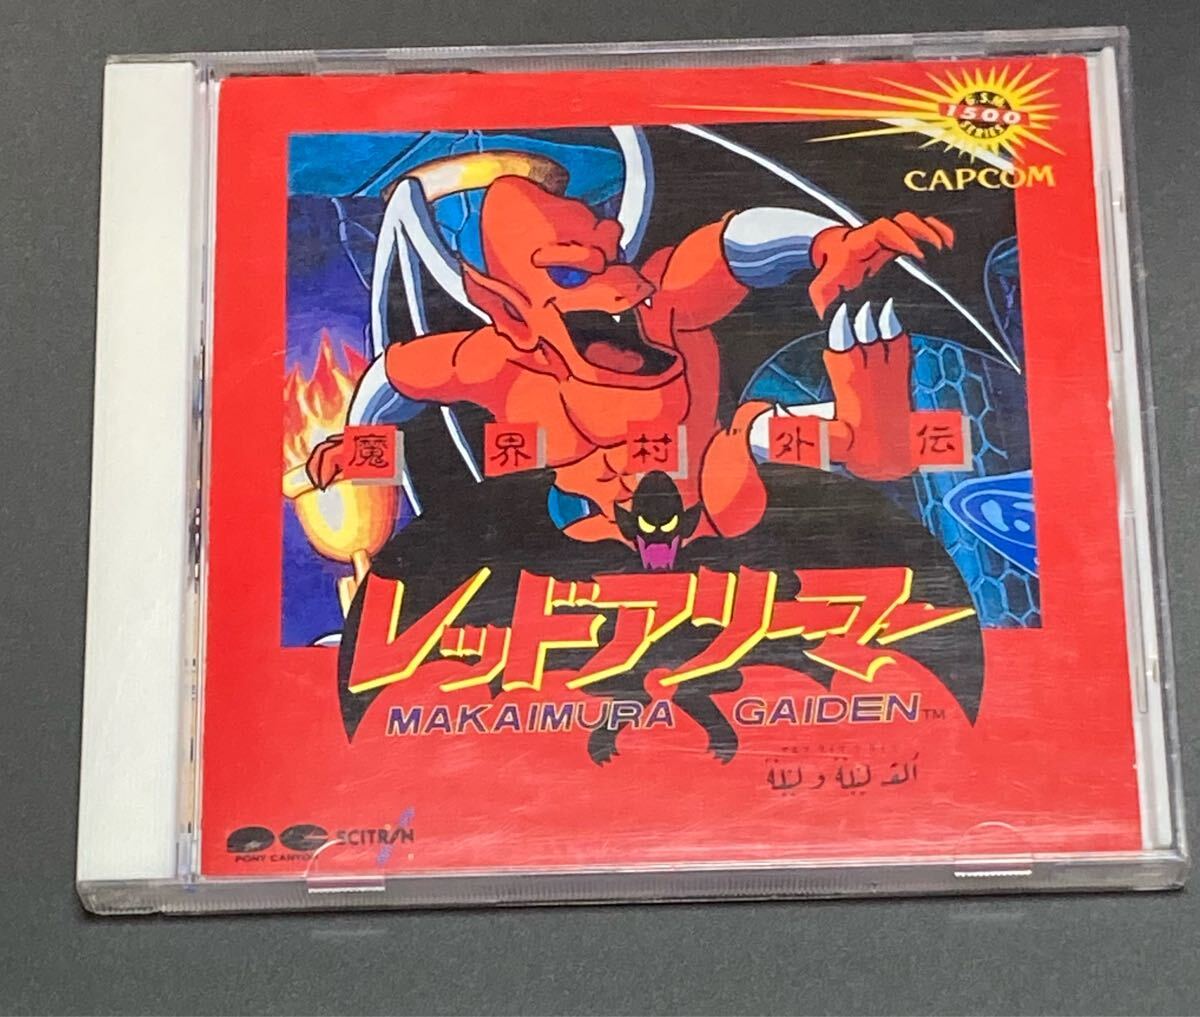 G.S.M.
1500
SERIES
CAPCOM
魔界村外伝
レッドアリーマー
MAKAIMURA GAIDEN™
ألف ليلة وليلة
PONY CANYON
SCITRON